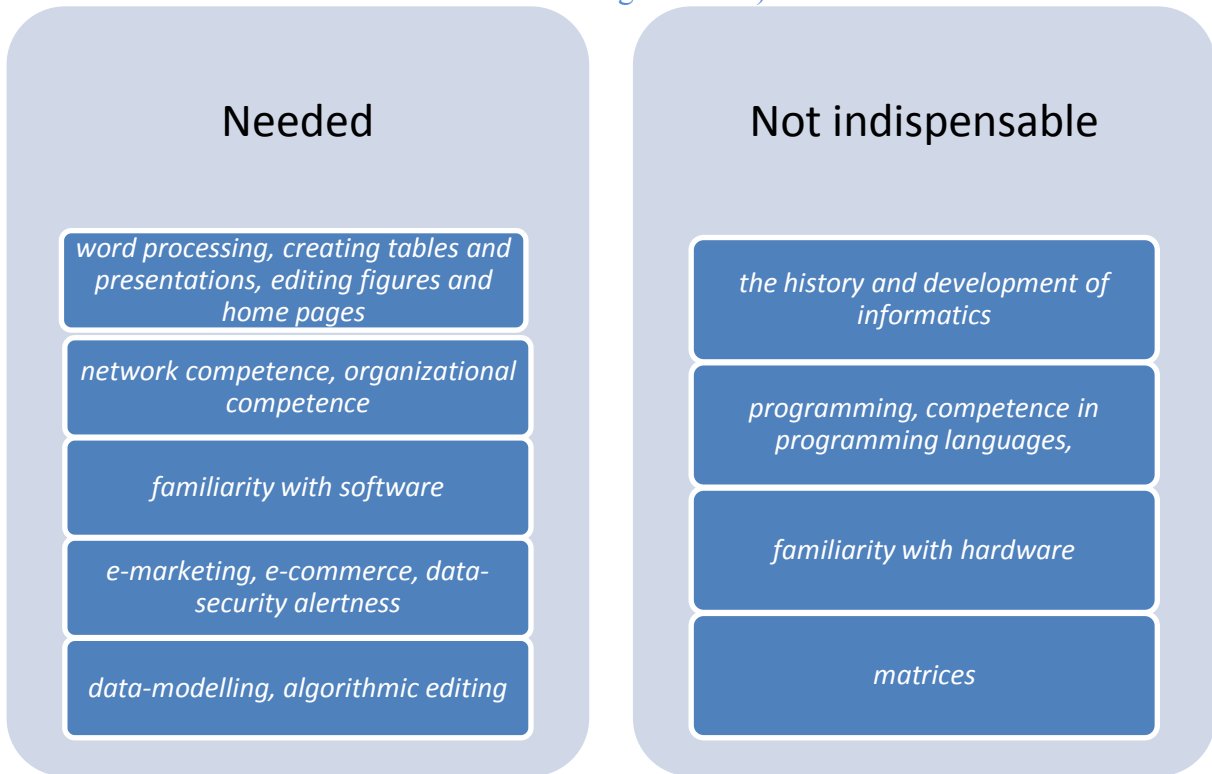 Needed
word processing, creating tables and
presentations, editing figures and
home pages
network competence, organizational
competence
familiarity with software
e-marketing, e-commerce, data-
security alertness
data-modelling, algorithmic editing
Not indispensable
the history and development of
informatics
programming, competence in
programming languages,
familiarity with hardware
matrices